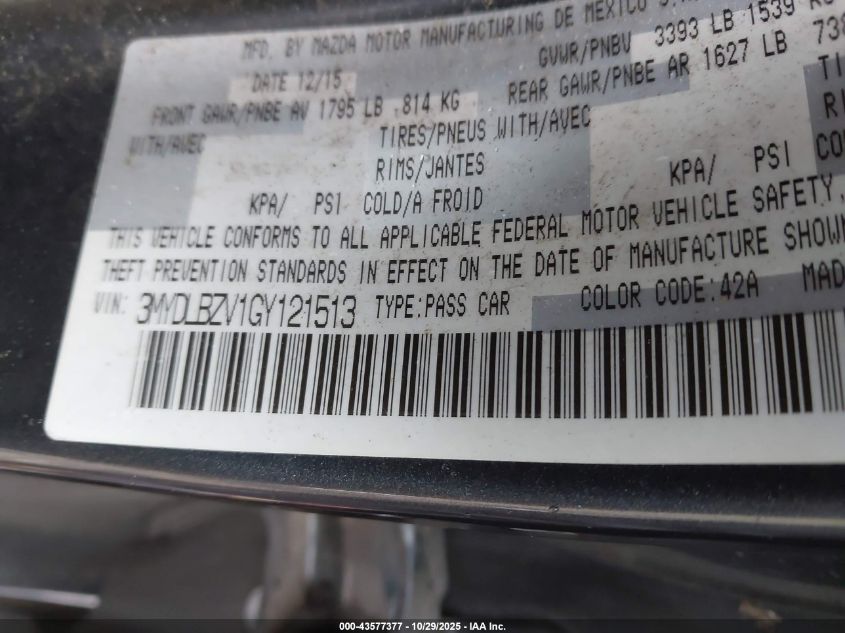 MFD. BY MAZDA MOTOR MANUFACTURING DE MEXICO
DATE 12/15 GVWR/PNBV 3393 LB 1539 KG
FRONT GAWR/PNBE AV 1795 LB 814 KG REAR GAWR/PNBE AR 1627 LB 738
WITH/AVEC TIRES/PNEUS WITH/AVEC
RIMS/JANTES
KPA/ PSI COLD/A FROID KPA/ PSI
THIS VEHICLE CONFORMS TO ALL APPLICABLE FEDERAL MOTOR VEHICLE SAFETY,
THEFT PREVENTION STANDARDS IN EFFECT ON THE DATE OF MANUFACTURE SHOWN
VIN: 3MYDLBZV1GY121513 TYPE:PASS CAR COLOR CODE:42A MAD
000-43577377 - 10/29/2025 - IAA Inc.